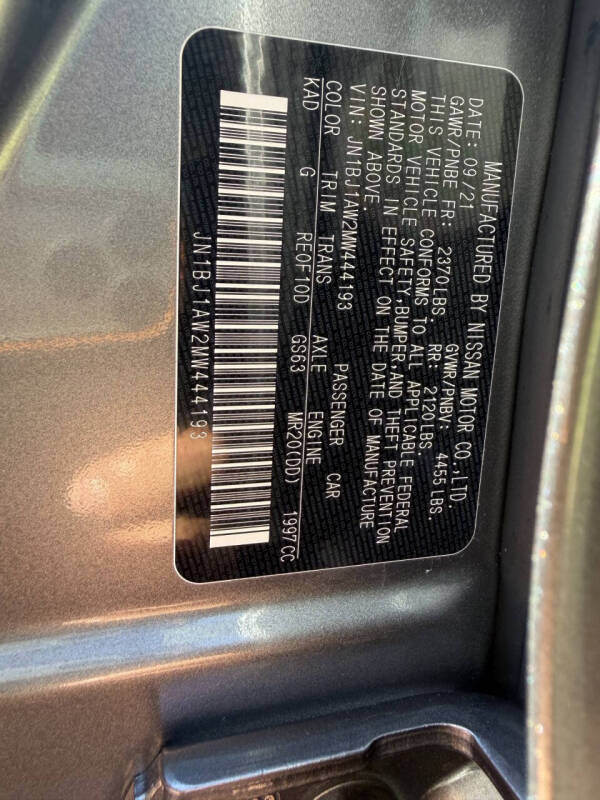 MANUFACTURED BY NISSAN MOTOR CO.,LTD.
DATE: 09/21 GVWR/PNBV: 4455 LBS.
GAWR/PNBE FR: 2370LBS. RR: 2120LBS.
THIS VEHICLE CONFORMS TO ALL APPLICABLE FEDERAL
MOTOR VEHICLE SAFETY,BUMPER,AND THEFT PREVENTION
STANDARDS IN EFFECT ON THE DATE OF MANUFACTURE
SHOWN ABOVE.
VIN: JN1BJ1AW2MW444193 PASSENGER CAR
COLOR TRIM TRANS AXLE ENGINE
KAD G RE0F10D GS63 MR20(DD) 1997CC
JN1BJ1AW2MW444193